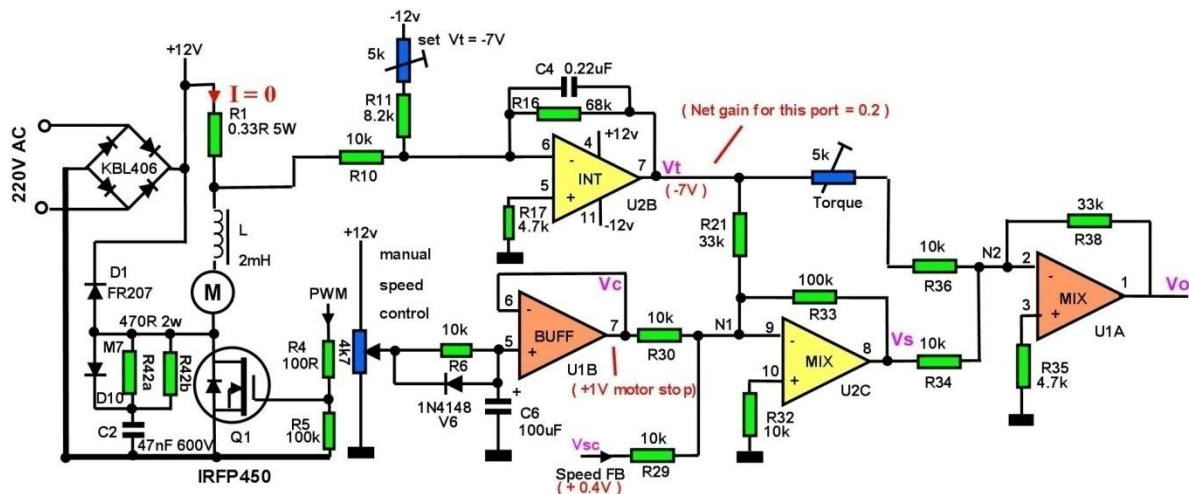 -12v
set Vt = -7V
5k
+12V
C4
0.22uF
I = 0
R11
8.2k
R16
68k
( Net gain for this port = 0.2 )
R1
0.33R 5W
10k
4
+12v
6
-
7
Vt
5k
220V AC
KBL406
R10
INT
( -7V)
5
+
U2B
Torque
33k
R17
4.7k
11
-12v
R21
33k
R38
L
2mH
+12v
manual
speed
control
10k
N2
2
-
D1
FR207
M
R36
MIX
1
Vo
6
-
Vc
100k
3
+
470R 2w
PWM
R33
U1A
10k
BUFF
7
10k
N1
9
-
M7
R42a
R42b
R4
100R
4k7
R6
5
+
R30
MIX
8
10k
U1B
Vs
R35
4.7k
(+1V motor stop)
10
+
R34
D10
1N4148
V6
+
U2C
R32
10k
C2
R5
100k
C6
100uF
Vsc
10k
47nF 600V
Q1
Speed FB
R29
IRFP450
(+ 0.4V)